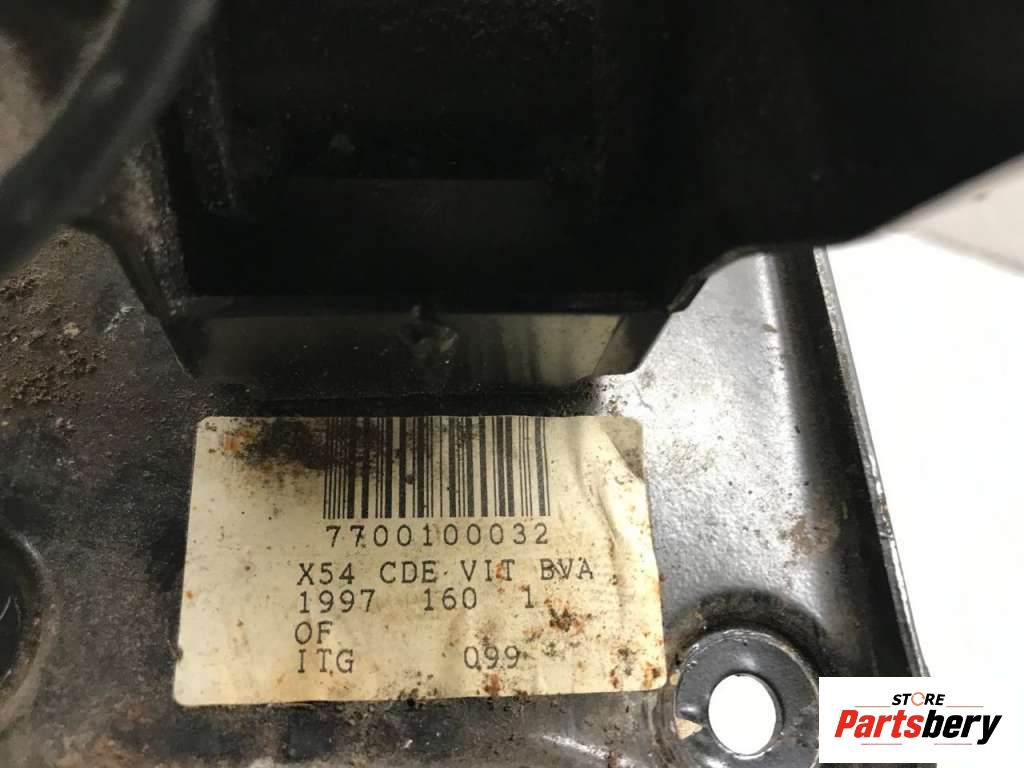 7700100032
X54 CDE VIT BVA
1997 160 1
OF
ITG 099
STORE
Partsbery